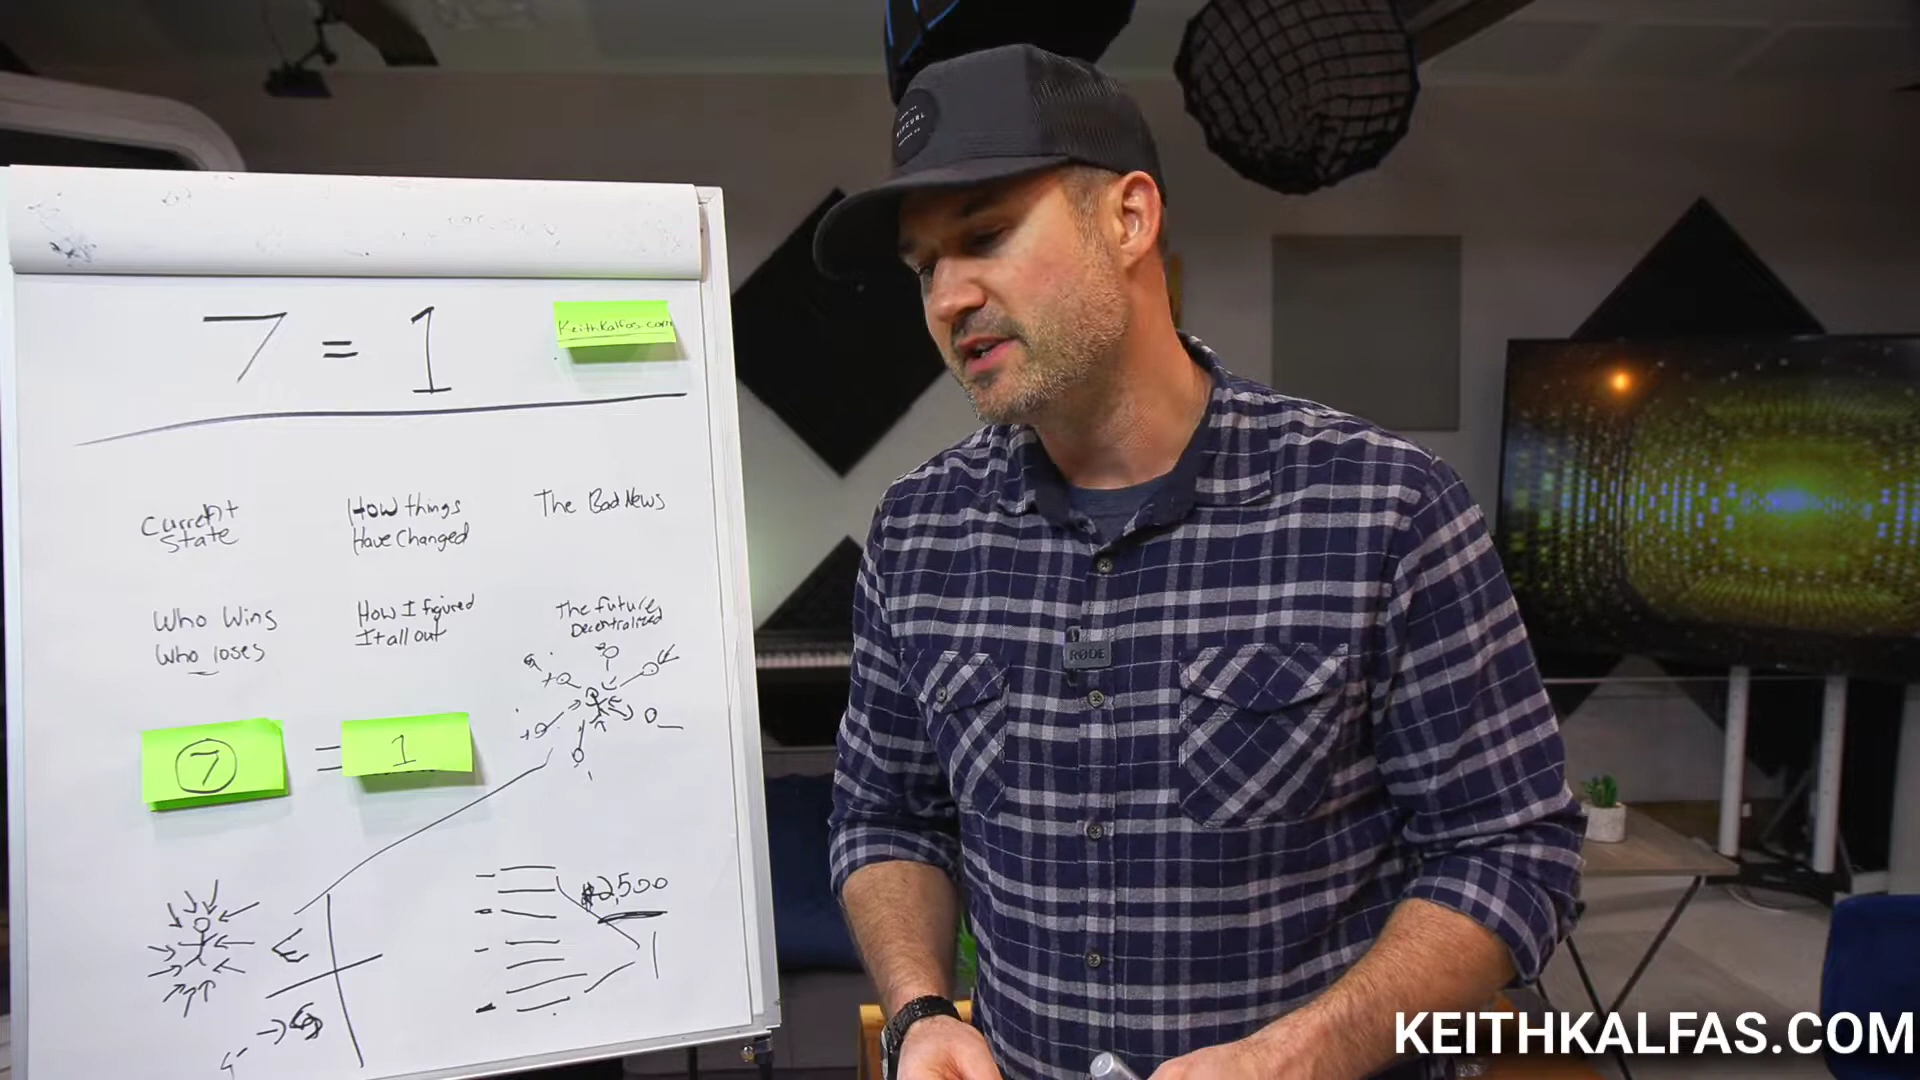 7 = 1
KeithKalfas.com
Current
State
How things
Have Changed
The Bad News
Who Wins
Who loses
How I figured
It all out
The future
Decentralized
7 = 1
$2,500
1
RIPCURL
RØDE
KEITHKALFAS.COM